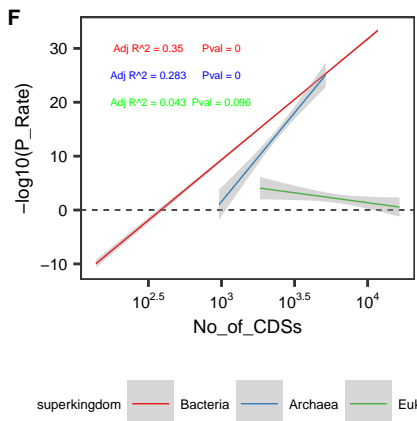 F
Adj R^2 = 0.35 Pval = 0
Adj R^2 = 0.283 Pval = 0
Adj R^2 = 0.043 Pval = 0.096
-log10(P_Rate)
30
20
10
0
-10
10^2.5 10^3 10^3.5 10^4
No_of_CDSs
superkingdom Bacteria Archaea